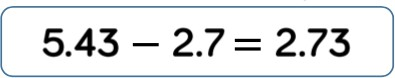 5.43 − 2.7 = 2.73